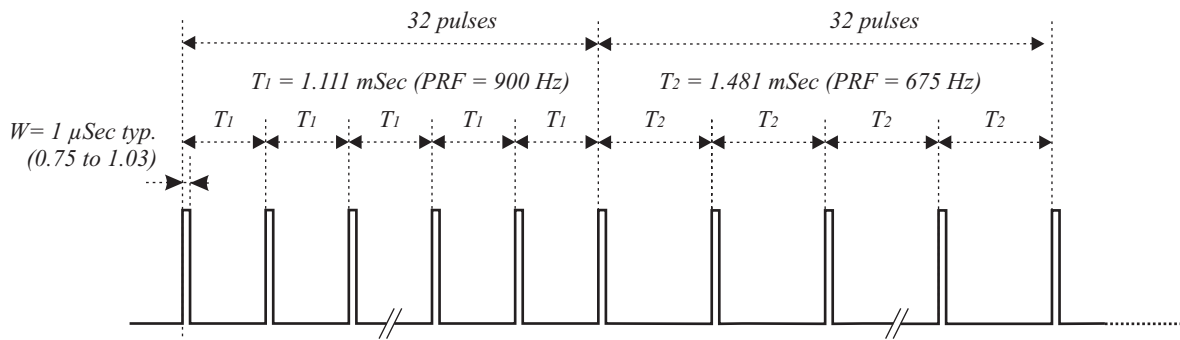 32 pulses
32 pulses
T1 = 1.111 mSec (PRF = 900 Hz)
T2 = 1.481 mSec (PRF = 675 Hz)
W= 1 µSec typ.
(0.75 to 1.03)
T1
T1
T1
T1
T1
T2
T2
T2
T2